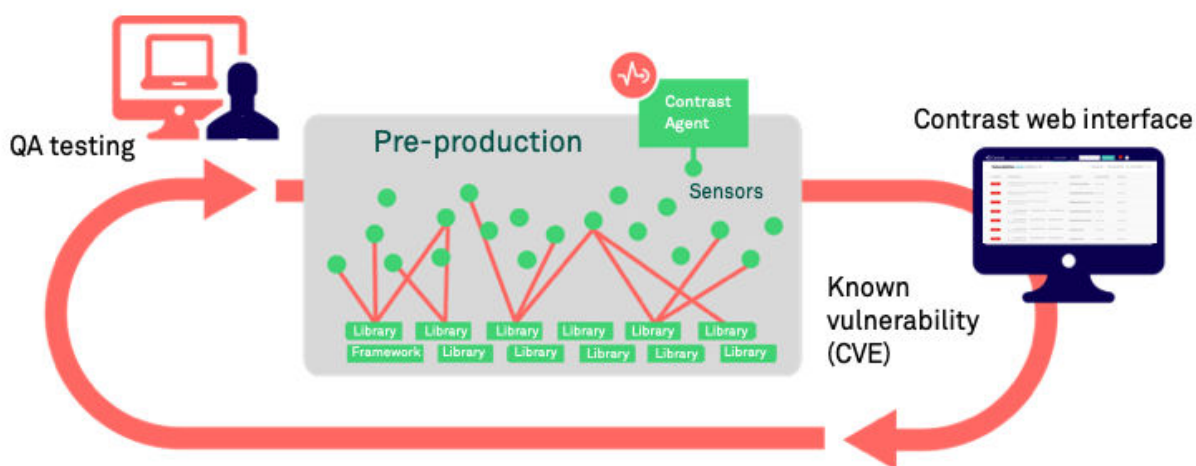 QA testing
Pre-production
Contrast
Agent
Sensors
Contrast web interface
Known
vulnerability
(CVE)
Library Library Library Library Library Library
Framework Library Library Library Library Library